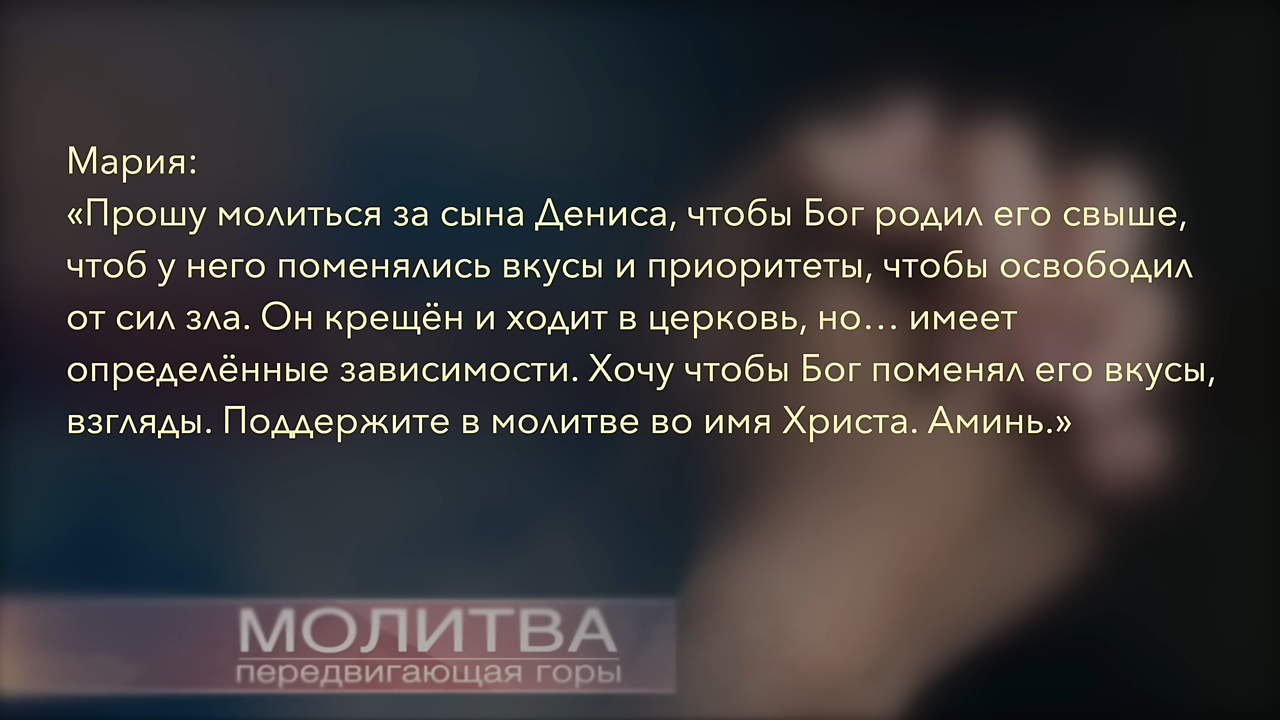 Мария:
«Прошу молиться за сына Дениса, чтобы Бог родил его свыше,
чтоб у него поменялись вкусы и приоритеты, чтобы освободил
от сил зла. Он крещён и ходит в церковь, но... имеет
определённые зависимости. Хочу чтобы Бог поменял его вкусы,
взгляды. Поддержите в молитве во имя Христа. Аминь.»
МОЛИТВА
передвигающая горы